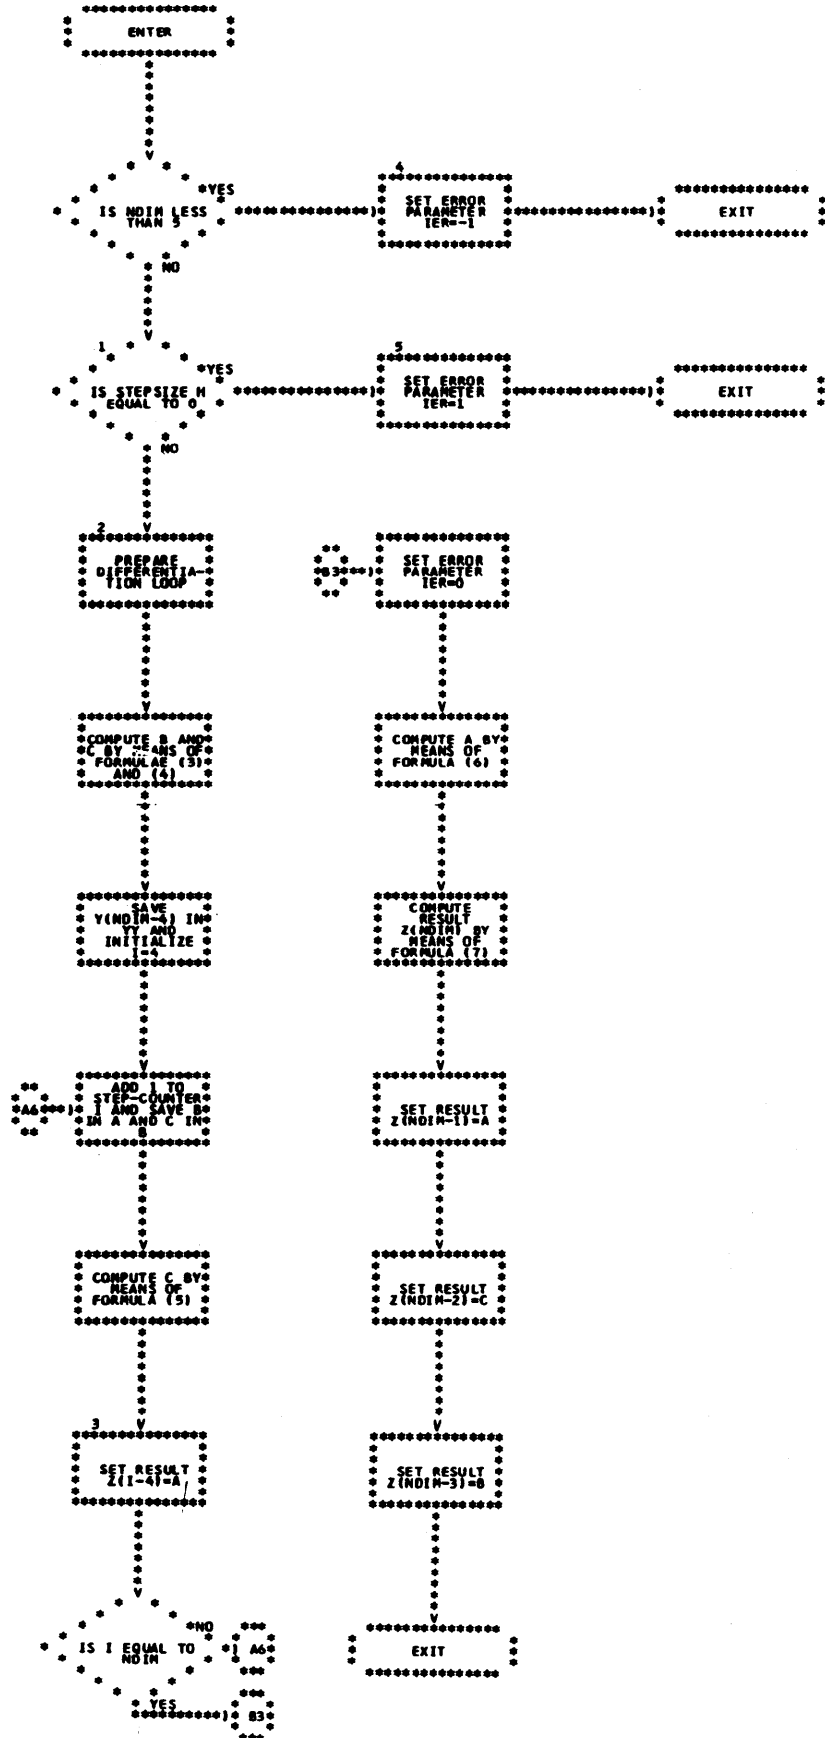 ENTER
YES
IS NDIM LESS
THAN 5
NO
4
SET ERROR
PARAMETER
IER=-1
EXIT
1
YES
IS STEPSIZE H
EQUAL TO 0
NO
5
SET ERROR
PARAMETER
IER=1
EXIT
2
PREPARE
DIFFERENTIA-
TION LOOP
B3
SET ERROR
PARAMETER
IER=0
COMPUTE B AND
C BY MEANS OF
FORMULAE (3)
AND (4)
COMPUTE A BY
MEANS OF
FORMULA (6)
SAVE
Y(NDIM-4) IN
YY AND
INITIALIZE
I=4
COMPUTE
RESULT
Z(NDIM) BY
MEANS OF
FORMULA (7)
A6
ADD 1 TO
STEP-COUNTER
I AND SAVE B
IN A AND C IN
B
SET RESULT
Z(NDIM-1)=A
COMPUTE C BY
MEANS OF
FORMULA (5)
SET RESULT
Z(NDIM-2)=C
3
SET RESULT
Z(I-4)=A
SET RESULT
Z(NDIM-3)=B
NO
IS I EQUAL TO
NDIM
A6
YES
B3
EXIT